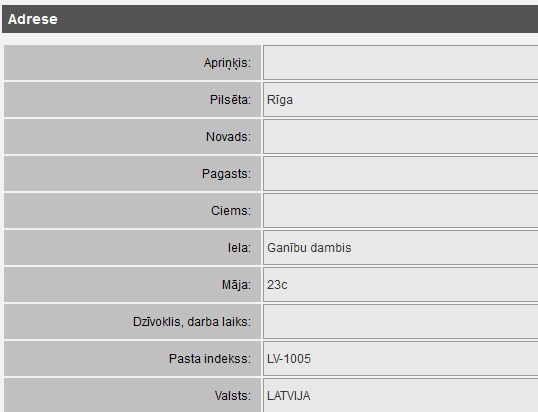 Adrese
Apriņķis:
Pilsēta: Rīga
Novads:
Pagasts:
Ciems:
Iela: Ganību dambis
Māja: 23c
Dzīvoklis, darba laiks:
Pasta indekss: LV-1005
Valsts: LATVIJA